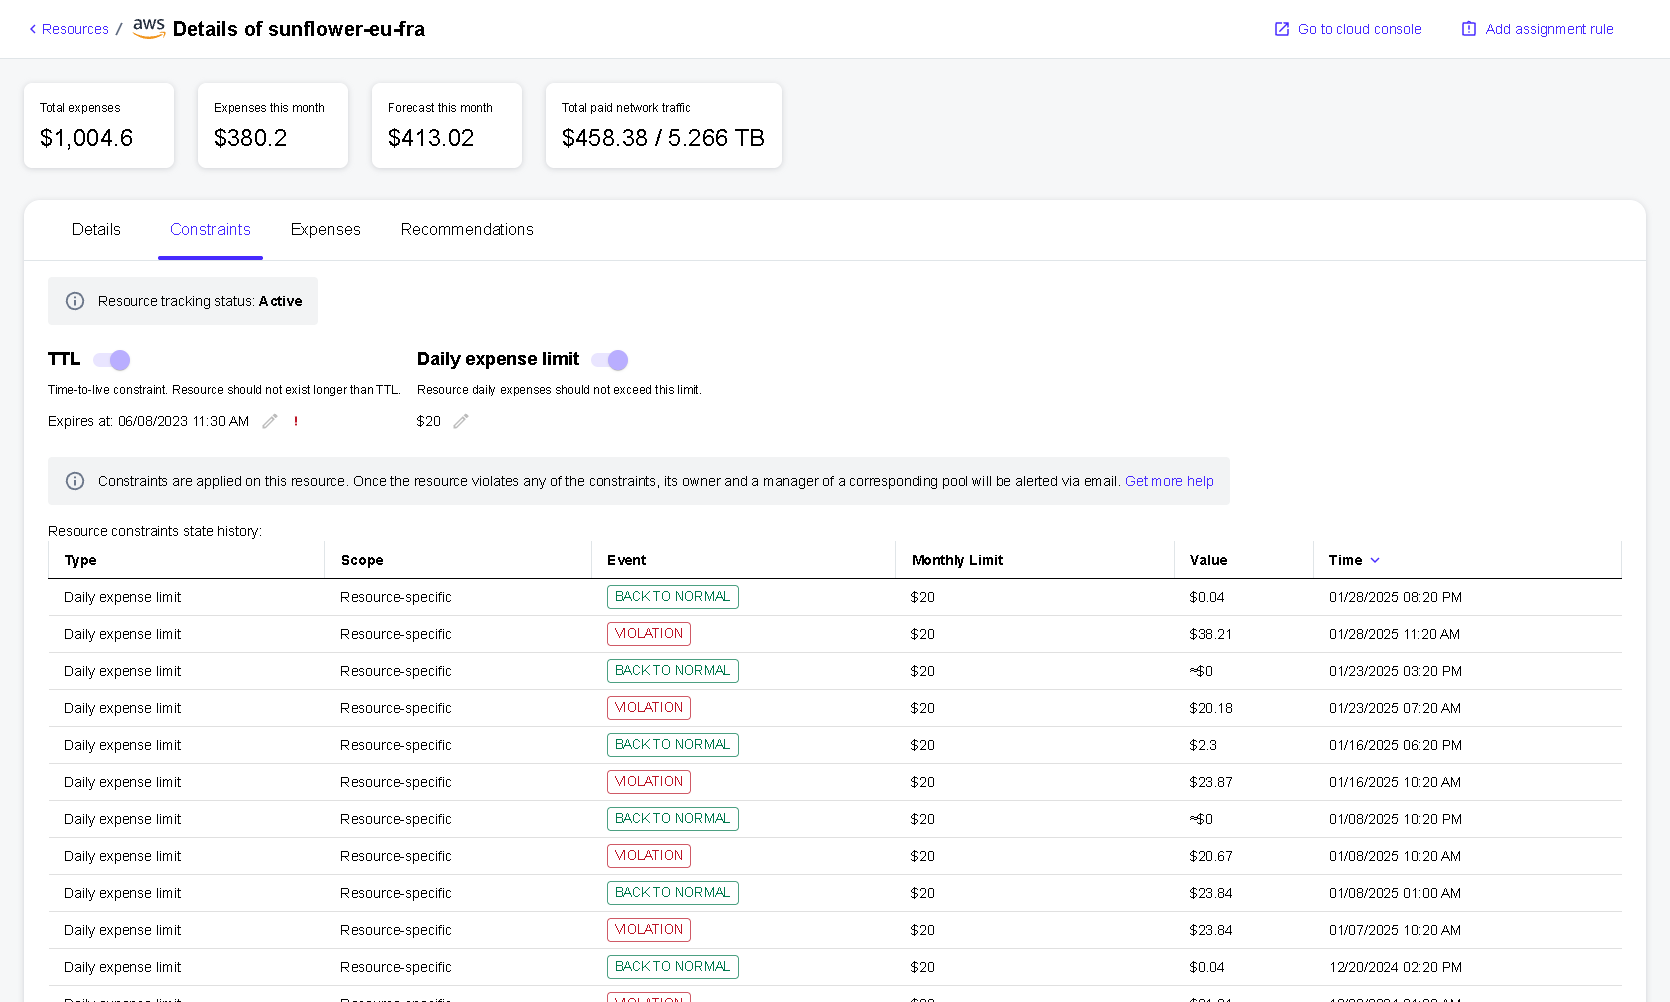 Resources / aws Details of sunflower-eu-fra
Go to cloud console
Add assignment rule
Total expenses
$1,004.6
Expenses this month
$380.2
Forecast this month
$413.02
Total paid network traffic
$458.38 / 5.266 TB
Details Constraints Expenses Recommendations
Resource tracking status: Active
TTL
Time-to-live constraint. Resource should not exist longer than TTL.
Expires at: 06/08/2023 11:30 AM !
Daily expense limit
Resource daily expenses should not exceed this limit.
$20
Constraints are applied on this resource. Once the resource violates any of the constraints, its owner and a manager of a corresponding pool will be alerted via email. Get more help
Resource constraints state history:
Type Scope Event Monthly Limit Value Time
Daily expense limit Resource-specific BACK TO NORMAL $20 $0.04 01/28/2025 08:20 PM
Daily expense limit Resource-specific VIOLATION $20 $38.21 01/28/2025 11:20 AM
Daily expense limit Resource-specific BACK TO NORMAL $20 ≈$0 01/23/2025 03:20 PM
Daily expense limit Resource-specific VIOLATION $20 $20.18 01/23/2025 07:20 AM
Daily expense limit Resource-specific BACK TO NORMAL $20 $2.3 01/16/2025 06:20 PM
Daily expense limit Resource-specific VIOLATION $20 $23.87 01/16/2025 10:20 AM
Daily expense limit Resource-specific BACK TO NORMAL $20 ≈$0 01/08/2025 10:20 PM
Daily expense limit Resource-specific VIOLATION $20 $20.67 01/08/2025 10:20 AM
Daily expense limit Resource-specific BACK TO NORMAL $20 $23.84 01/08/2025 01:00 AM
Daily expense limit Resource-specific VIOLATION $20 $23.84 01/07/2025 10:20 AM
Daily expense limit Resource-specific BACK TO NORMAL $20 $0.04 12/20/2024 02:20 PM
Daily expense limit Resource-specific VIOLATION $20